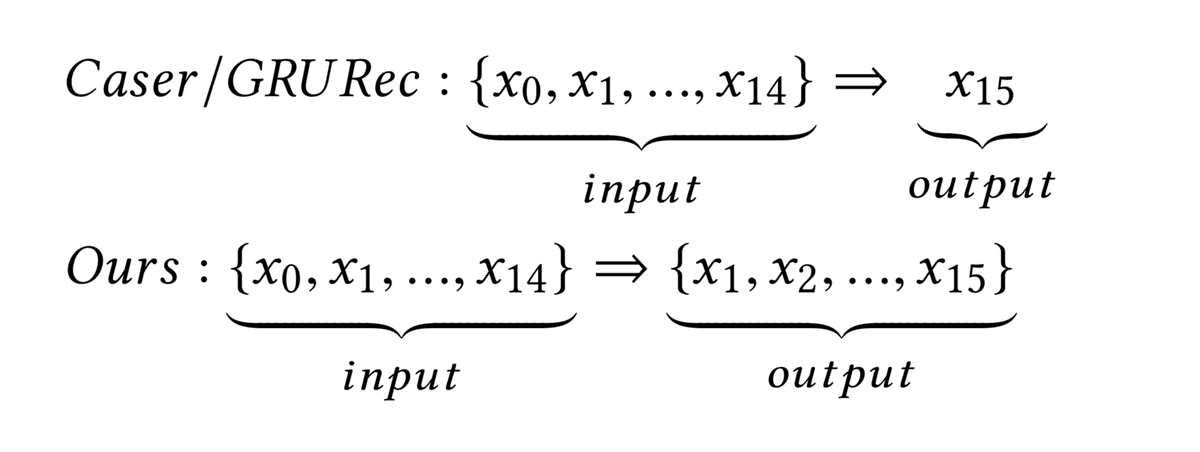 Caser/GRURec : {x₀, x₁, ..., x₁₄} ⟹ x₁₅
input output
Ours : {x₀, x₁, ..., x₁₄} ⟹ {x₁, x₂, ..., x₁₅}
input output